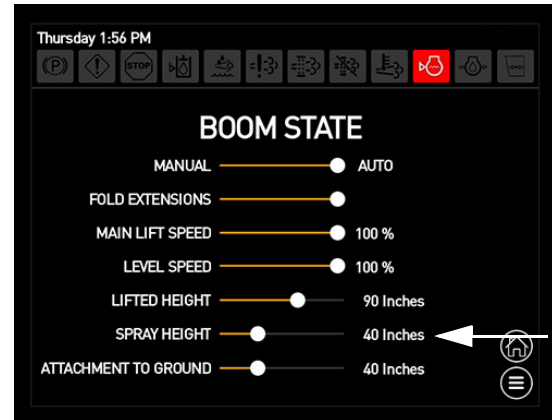 Thursday 1:56 PM
P STOP
BOOM STATE
MANUAL AUTO
FOLD EXTENSIONS
MAIN LIFT SPEED 100 %
LEVEL SPEED 100 %
LIFTED HEIGHT 90 Inches
SPRAY HEIGHT 40 Inches
ATTACHMENT TO GROUND 40 Inches